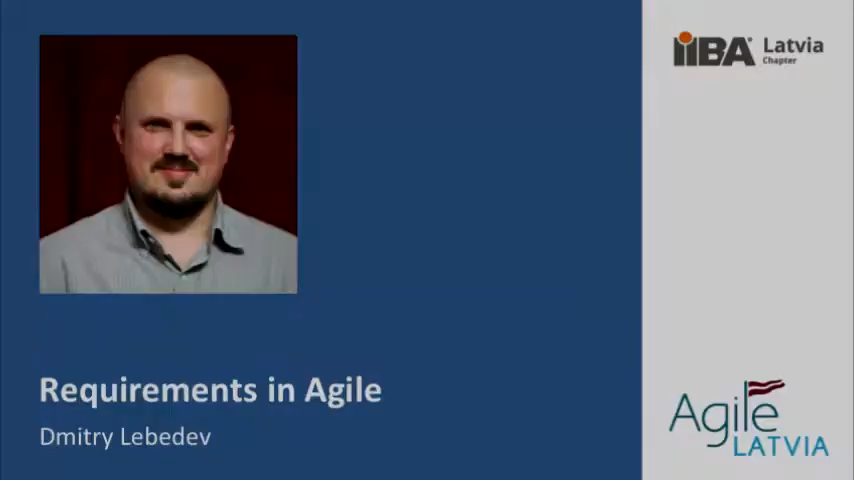 iiBA® Latvia
Chapter
Requirements in Agile
Dmitry Lebedev
Agile
LATVIA